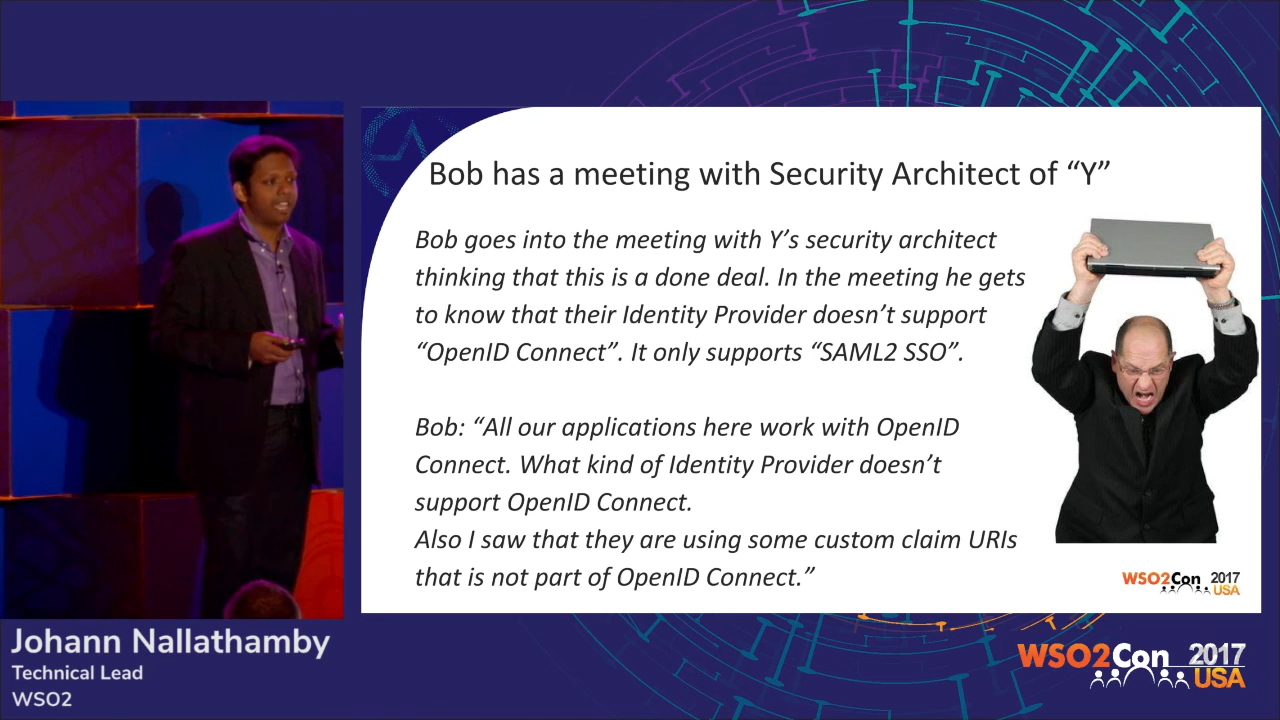 Bob has a meeting with Security Architect of “Y”
Bob goes into the meeting with Y’s security architect
thinking that this is a done deal. In the meeting he gets
to know that their Identity Provider doesn’t support
“OpenID Connect”. It only supports “SAML2 SSO”.
Bob: “All our applications here work with OpenID
Connect. What kind of Identity Provider doesn’t
support OpenID Connect.
Also I saw that they are using some custom claim URIs
that is not part of OpenID Connect.”
WSO2Con 2017
USA
Johann Nallathamby
Technical Lead
WSO2
WSO2Con 2017
USA